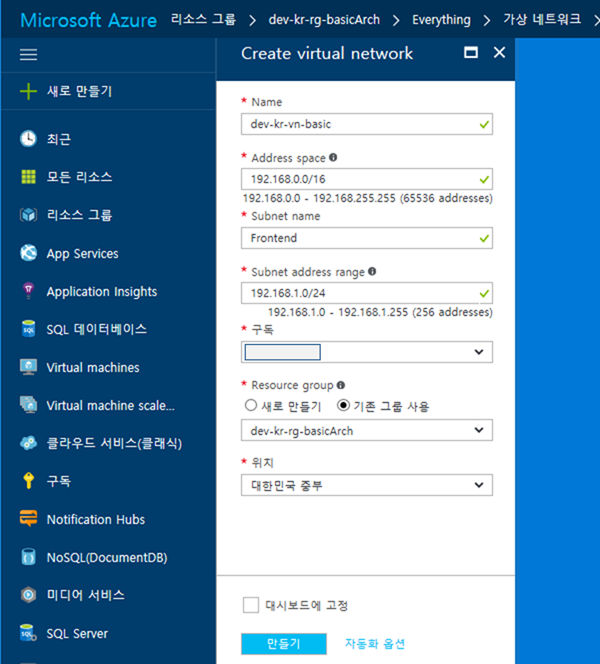 Microsoft Azure 리소스 그룹 > dev-kr-rg-basicArch > Everything > 가상 네트워크 >
새로 만들기
최근
모든 리소스
리소스 그룹
App Services
Application Insights
SQL 데이터베이스
Virtual machines
Virtual machine scale...
클라우드 서비스(클래식)
구독
Notification Hubs
NoSQL(DocumentDB)
미디어 서비스
SQL Server
Create virtual network
* Name
dev-kr-vn-basic
* Address space
192.168.0.0/16
192.168.0.0 - 192.168.255.255 (65536 addresses)
* Subnet name
Frontend
* Subnet address range
192.168.1.0/24
192.168.1.0 - 192.168.1.255 (256 addresses)
* 구독
* Resource group
새로 만들기 기존 그룹 사용
dev-kr-rg-basicArch
* 위치
대한민국 중부
대시보드에 고정
만들기 자동화 옵션